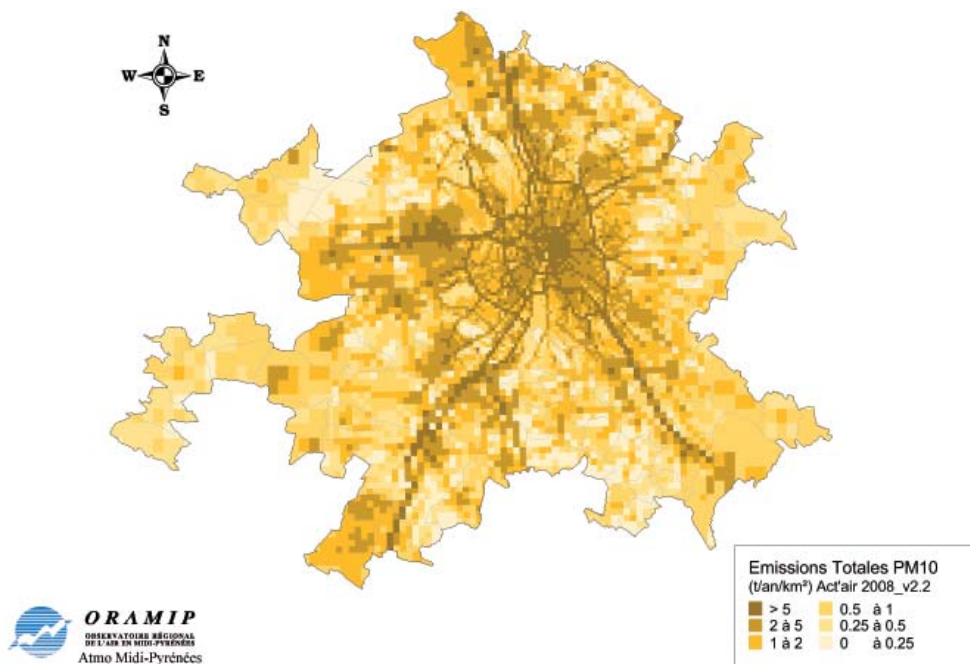 N
W E
S
Emissions Totales PM10
(t/an/km²) Act'air 2008_v2.2
> 5 0.5 à 1
2 à 5 0.25 à 0.5
1 à 2 0 à 0.25
ORAMIP
OBSERVATOIRE RÉGIONAL
DE L'AIR EN MIDI-PYRÉNÉES
Atmo Midi-Pyrénées